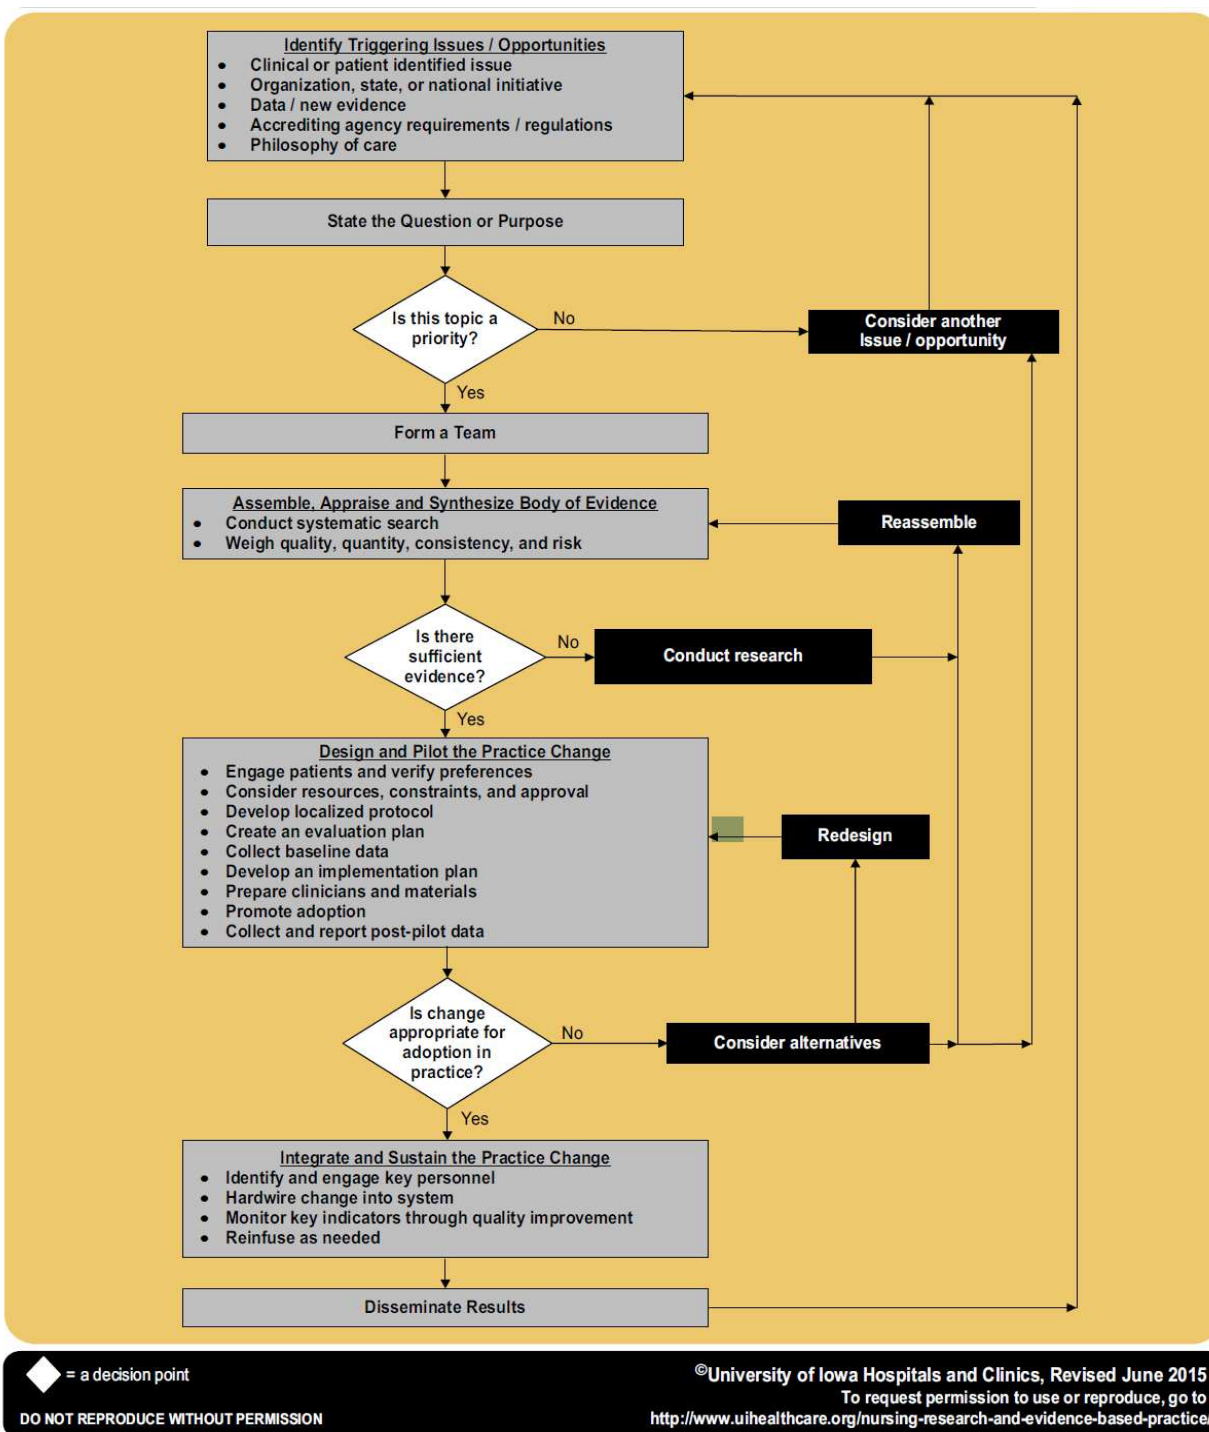 Identify Triggering Issues / Opportunities
• Clinical or patient identified issue
• Organization, state, or national initiative
• Data / new evidence
• Accrediting agency requirements / regulations
• Philosophy of care
State the Question or Purpose
Is this topic a
priority?
No
Consider another
Issue / opportunity
Yes
Form a Team
Assemble, Appraise and Synthesize Body of Evidence
• Conduct systematic search
• Weigh quality, quantity, consistency, and risk
Reassemble
Is there
sufficient
evidence?
No
Conduct research
Yes
Design and Pilot the Practice Change
• Engage patients and verify preferences
• Consider resources, constraints, and approval
• Develop localized protocol
• Create an evaluation plan
• Collect baseline data
• Develop an implementation plan
• Prepare clinicians and materials
• Promote adoption
• Collect and report post-pilot data
Redesign
Is change
appropriate for
adoption in
practice?
No
Consider alternatives
Yes
Integrate and Sustain the Practice Change
• Identify and engage key personnel
• Hardwire change into system
• Monitor key indicators through quality improvement
• Reinfuse as needed
Disseminate Results
= a decision point
DO NOT REPRODUCE WITHOUT PERMISSION
©University of Iowa Hospitals and Clinics, Revised June 2015
To request permission to use or reproduce, go to
http://www.uihealthcare.org/nursing-research-and-evidence-based-practice/